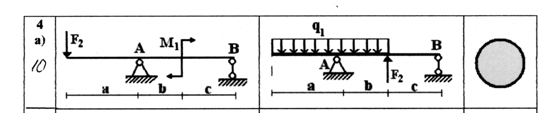 4
a)
10
F₂ A M₁ B
a b c
q₁
A F₂ B
a b c